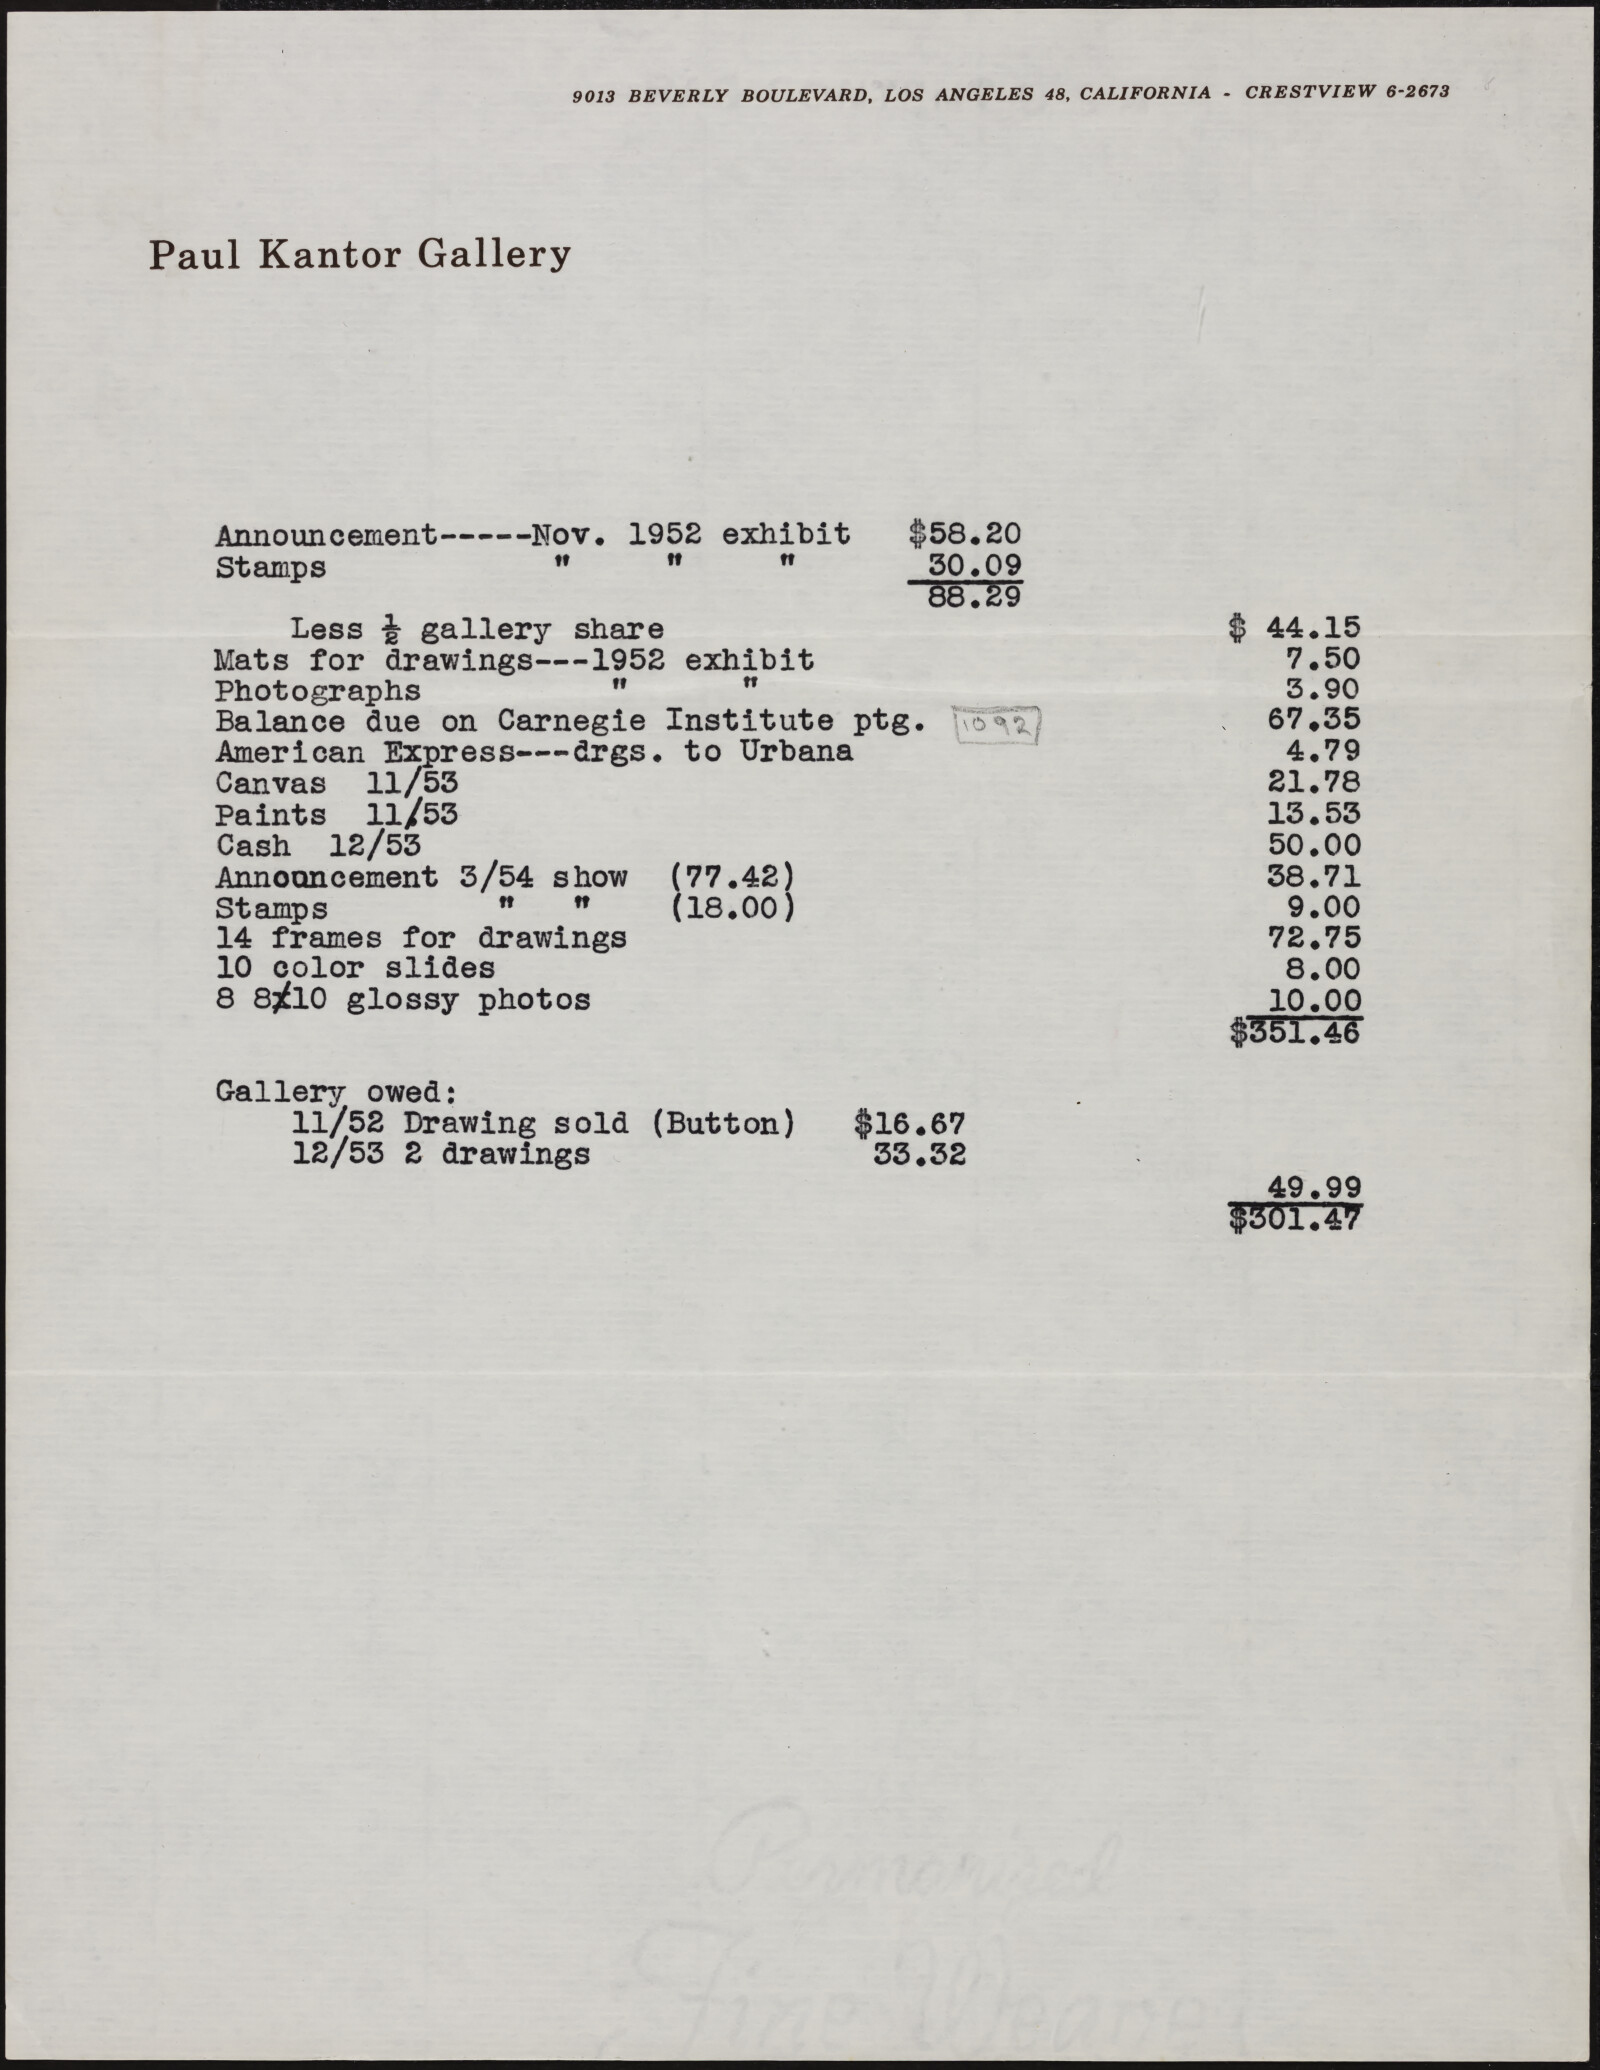 9013 BEVERLY BOULEVARD, LOS ANGELES 48, CALIFORNIA - CRESTVIEW 6-2673
Paul Kantor Gallery
Announcement-----Nov. 1952 exhibit $58.20
Stamps " " " 30.09
88.29
Less ½ gallery share $ 44.15
Mats for drawings---1952 exhibit 7.50
Photographs " " 3.90
Balance due on Carnegie Institute ptg. 1092 67.35
American Express---drgs. to Urbana 4.79
Canvas 11/53 21.78
Paints 11/53 13.53
Cash 12/53 50.00
Announcement 3/54 show (77.42) 38.71
Stamps " " (18.00) 9.00
14 frames for drawings 72.75
10 color slides 8.00
8 8x10 glossy photos 10.00
$351.46
Gallery owed:
11/52 Drawing sold (Button) $16.67
12/53 2 drawings 33.32
49.99
$301.47
Permanized
Fine Weave